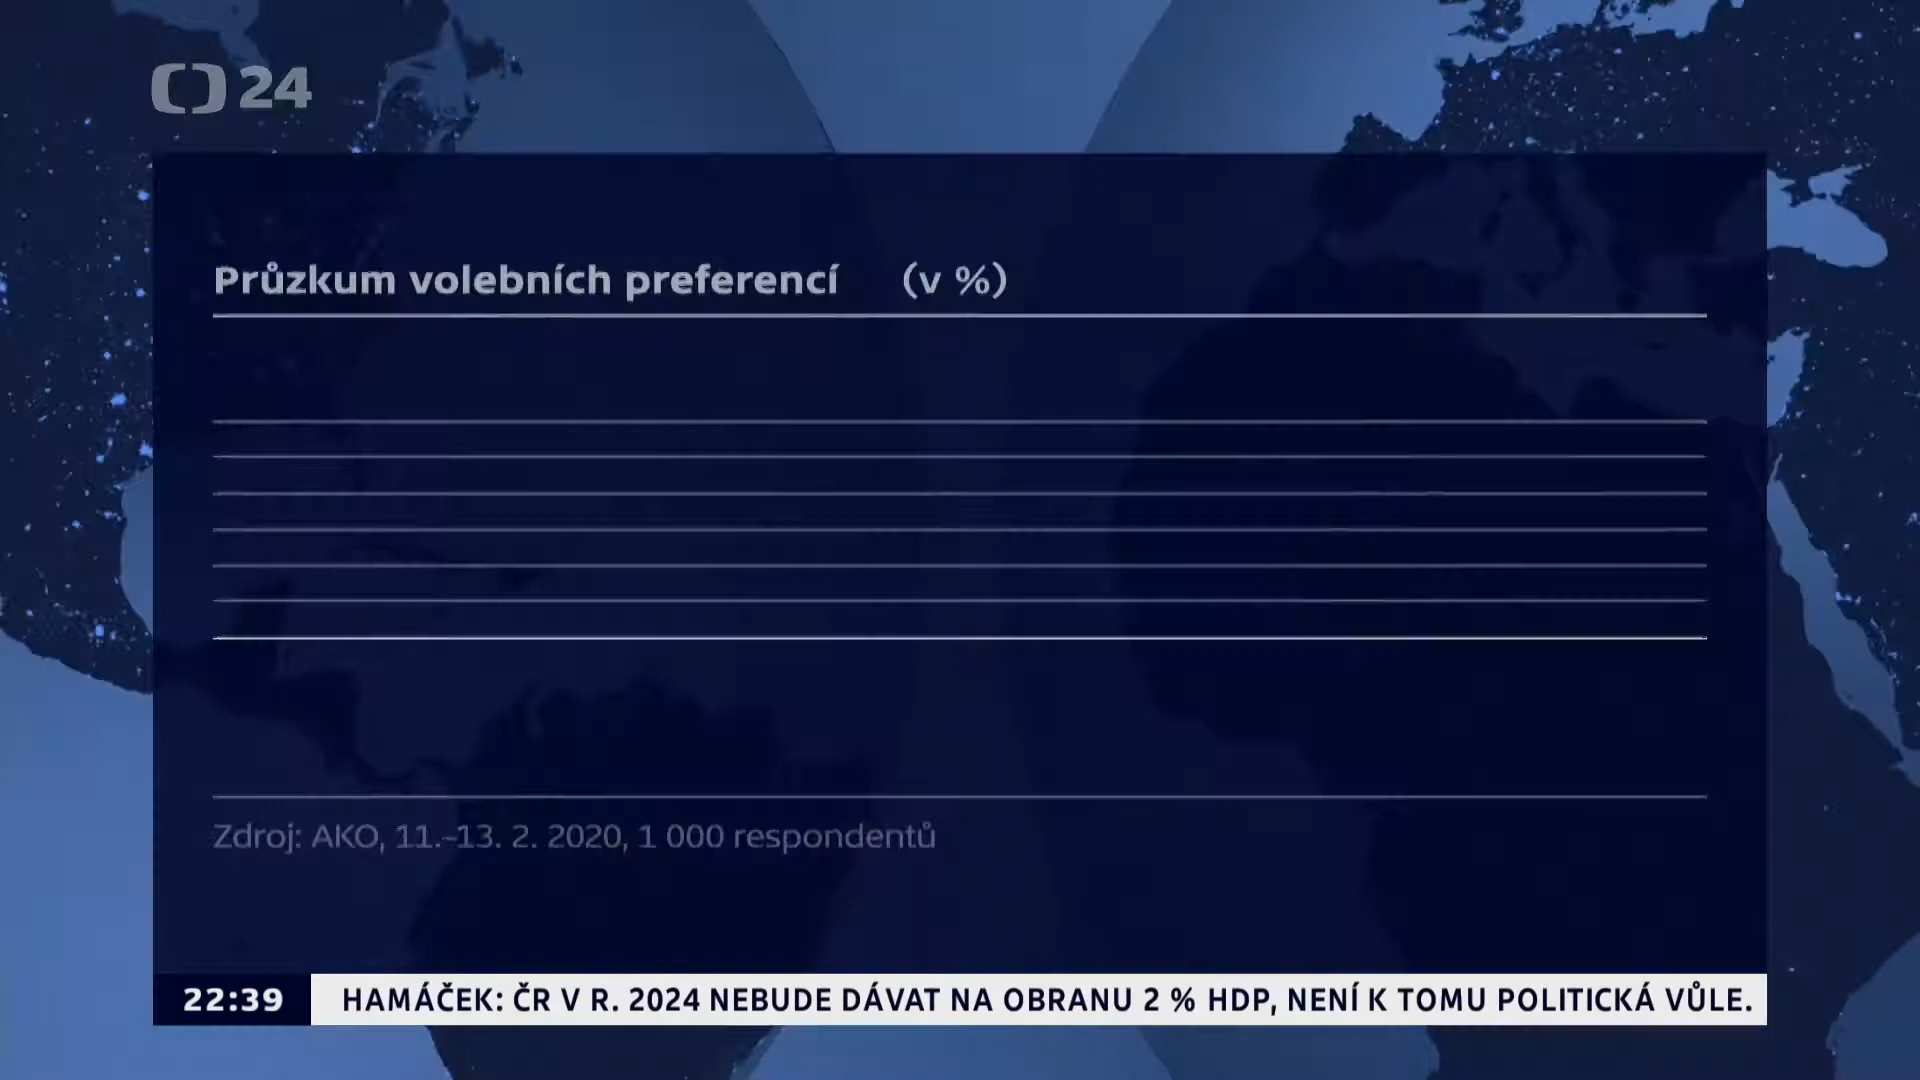 24
Průzkum volebních preferencí (v %)
Zdroj: AKO, 11.–13. 2. 2020, 1 000 respondentů
22:39 HAMÁČEK: ČR V R. 2024 NEBUDE DÁVAT NA OBRANU 2 % HDP, NENÍ K TOMU POLITICKÁ VŮLE.